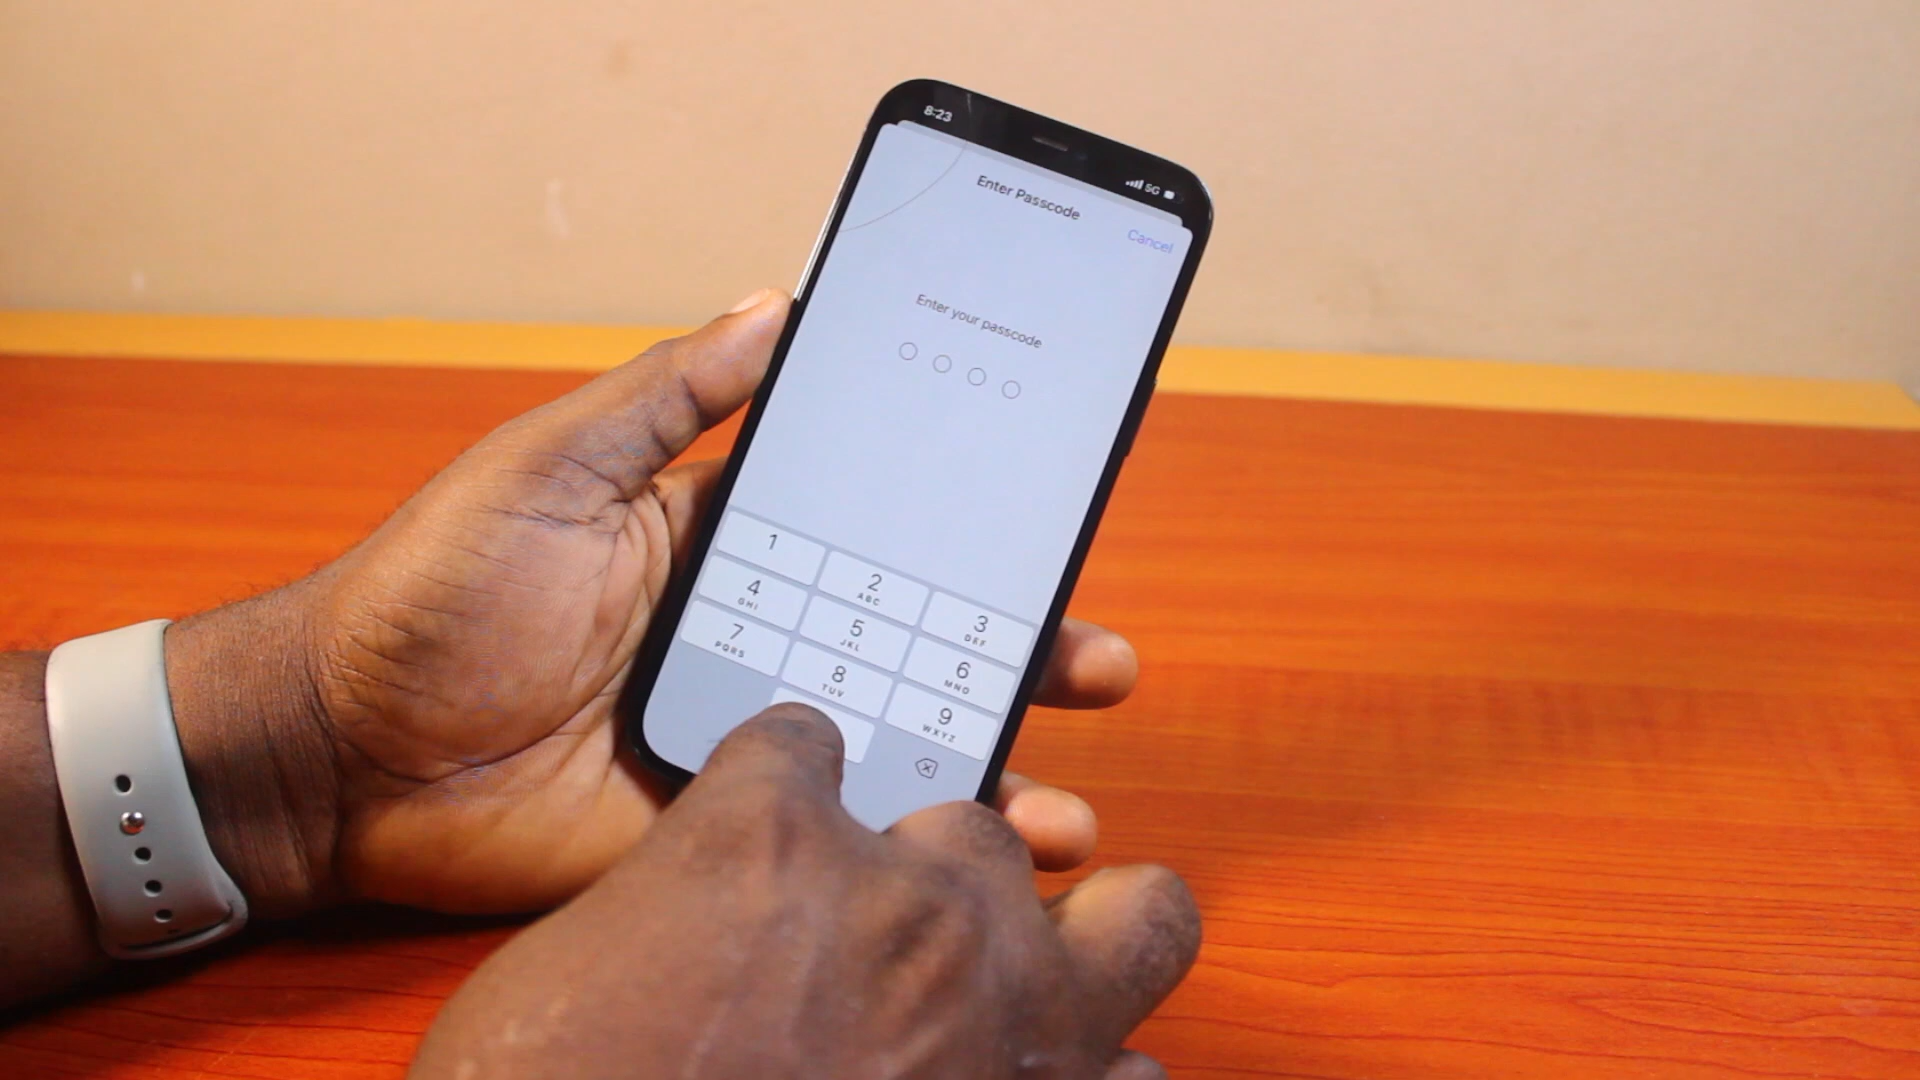 8:23
5G
Enter Passcode
Cancel
Enter your passcode
1
2
ABC
3
DEF
4
GHI
5
JKL
6
MNO
7
PQRS
8
TUV
9
WXYZ